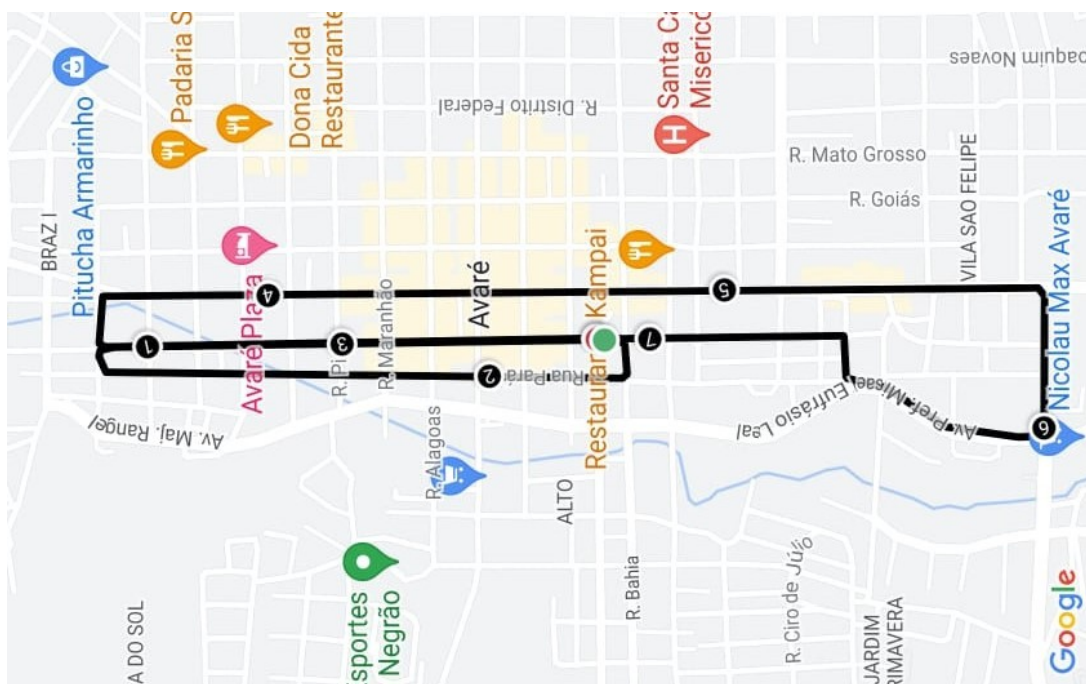 Padaria S
Dona Cida
Restaurante
Santa Ca
Misericó
oaquim Novaes
R. Distrito Federal
Pitucha Armarinho
BRAZ I
R. Mato Grosso
R. Goiás
VILA SAO FELIPE
Avaré Plaza
R. Maranhão
Avaré
Restaurar
Kampai
Nicolau Max Avaré
1
2
3
4
5
6
7
R. Pi
Rua Pará
Av. Maj. Rangel
R. Alagoas
Av. Pref. Misael Eufrásio Leal
ALTO
R. Bahia
R. Ciro de Júlio
A DO SOL
Esportes
Negrão
JARDIM
RIMAVERA
H
Google